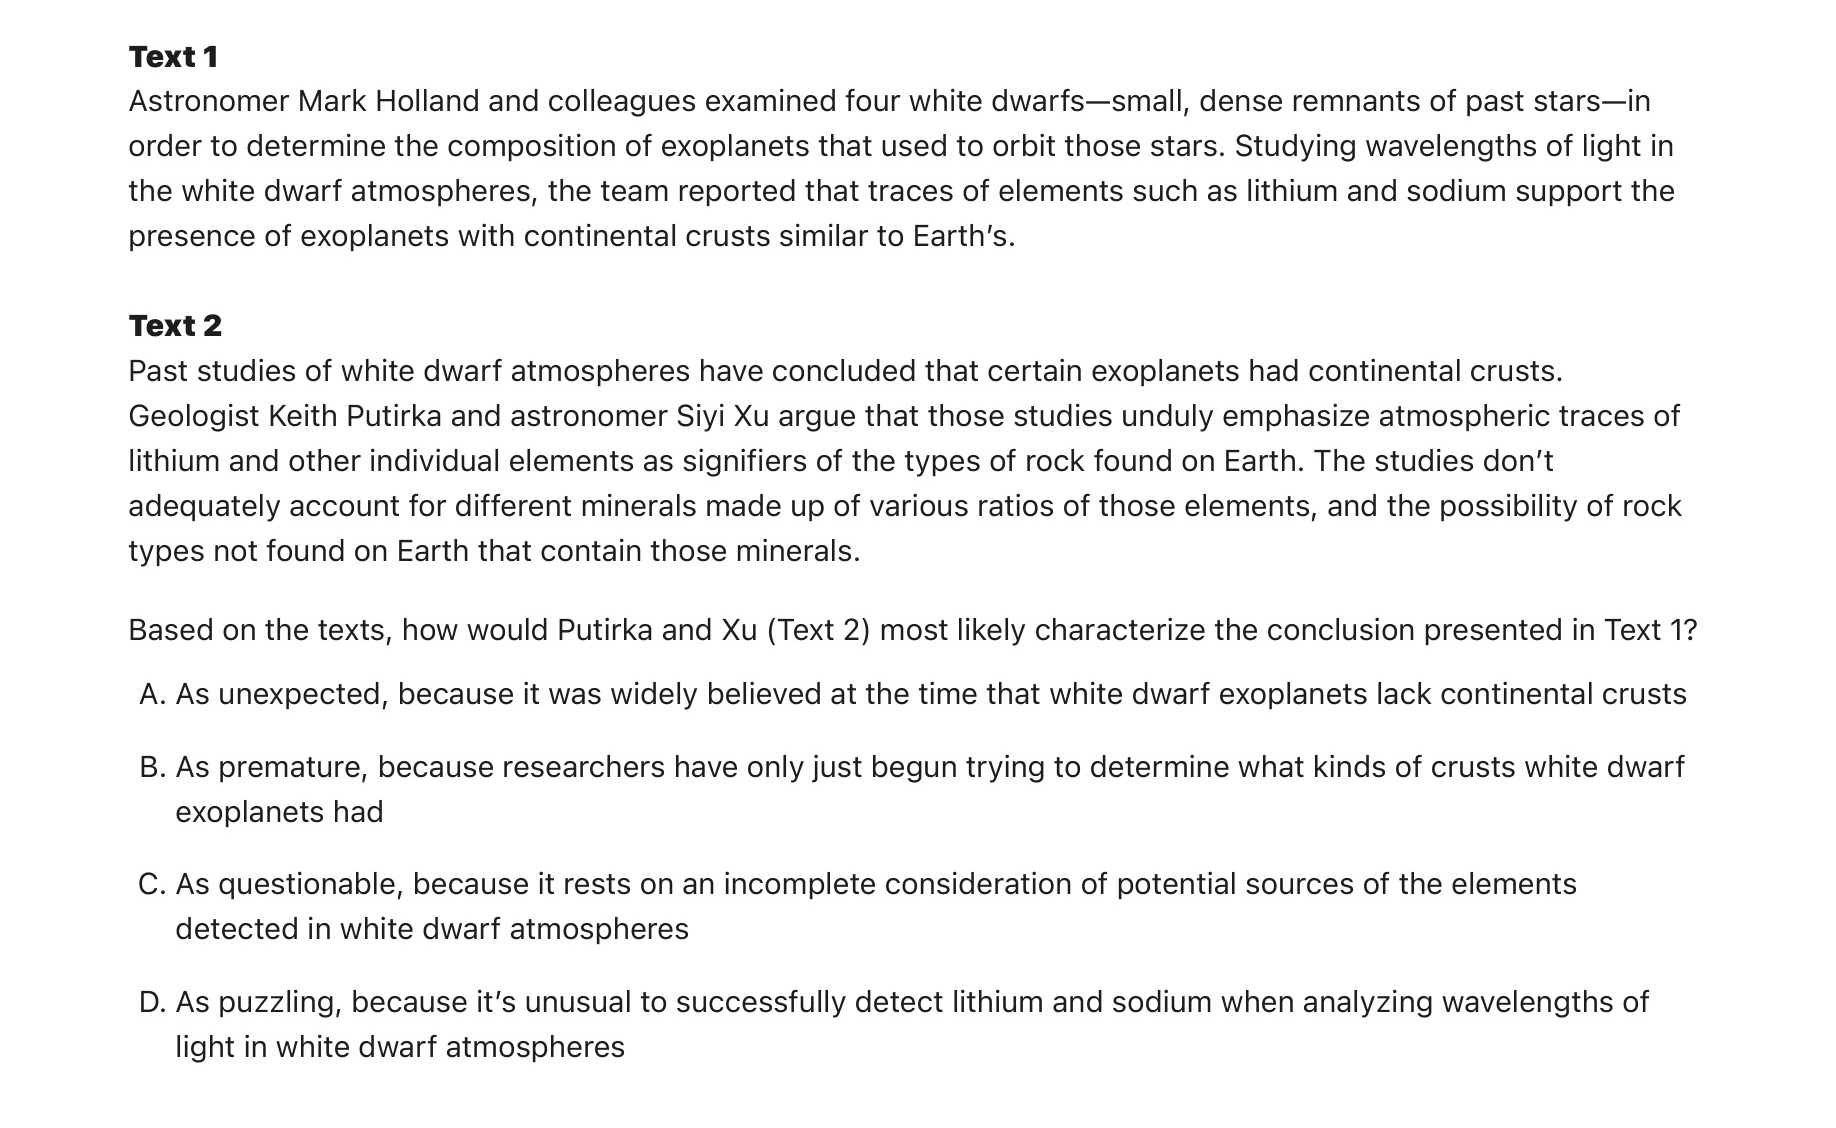 Text 1
Astronomer Mark Holland and colleagues examined four white dwarfs—small, dense remnants of past stars—in
order to determine the composition of exoplanets that used to orbit those stars. Studying wavelengths of light in
the white dwarf atmospheres, the team reported that traces of elements such as lithium and sodium support the
presence of exoplanets with continental crusts similar to Earth’s.
Text 2
Past studies of white dwarf atmospheres have concluded that certain exoplanets had continental crusts.
Geologist Keith Putirka and astronomer Siyi Xu argue that those studies unduly emphasize atmospheric traces of
lithium and other individual elements as signifiers of the types of rock found on Earth. The studies don’t
adequately account for different minerals made up of various ratios of those elements, and the possibility of rock
types not found on Earth that contain those minerals.
Based on the texts, how would Putirka and Xu (Text 2) most likely characterize the conclusion presented in Text 1?
A. As unexpected, because it was widely believed at the time that white dwarf exoplanets lack continental crusts
B. As premature, because researchers have only just begun trying to determine what kinds of crusts white dwarf
exoplanets had
C. As questionable, because it rests on an incomplete consideration of potential sources of the elements
detected in white dwarf atmospheres
D. As puzzling, because it’s unusual to successfully detect lithium and sodium when analyzing wavelengths of
light in white dwarf atmospheres